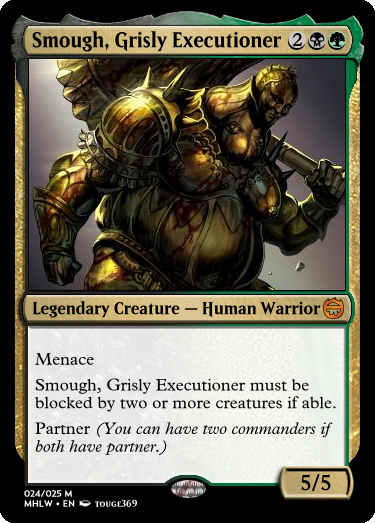 Smough, Grisly Executioner 2
Legendary Creature — Human Warrior
Menace
Smough, Grisly Executioner must be
blocked by two or more creatures if able.
Partner (You can have two commanders if
both have partner.)
5/5
024/025 M
MHLW • EN TOUGE369